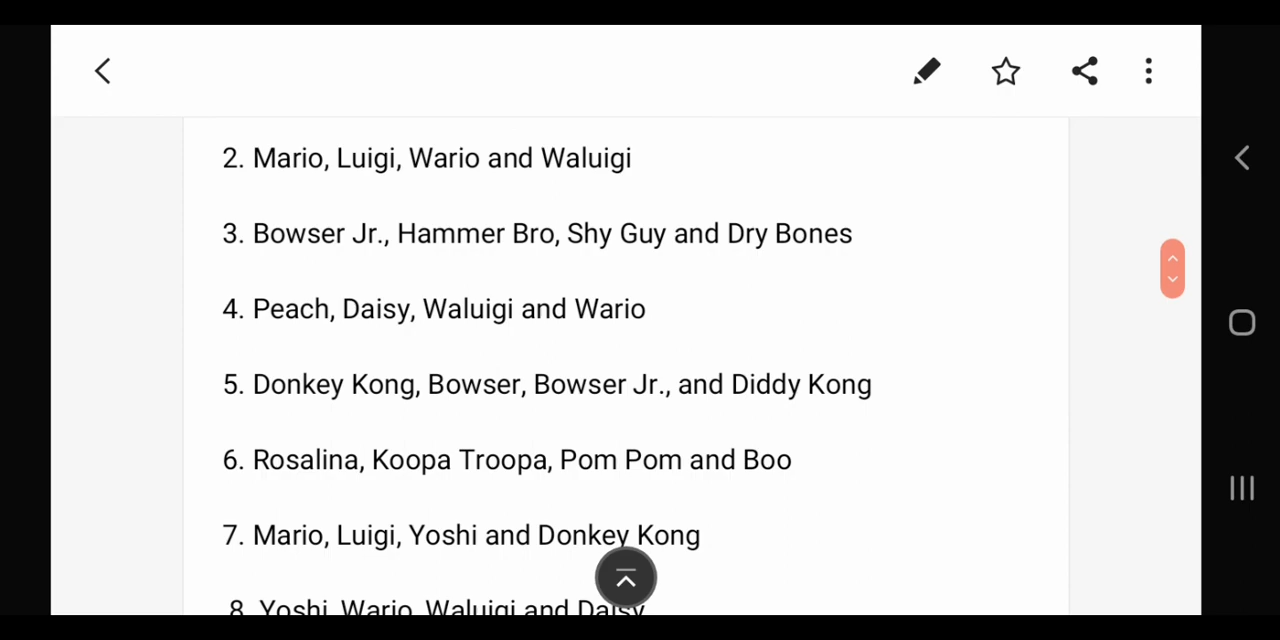 2. Mario, Luigi, Wario and Waluigi
3. Bowser Jr., Hammer Bro, Shy Guy and Dry Bones
4. Peach, Daisy, Waluigi and Wario
5. Donkey Kong, Bowser, Bowser Jr., and Diddy Kong
6. Rosalina, Koopa Troopa, Pom Pom and Boo
7. Mario, Luigi, Yoshi and Donkey Kong
8. Yoshi, Wario, Waluigi and Daisy